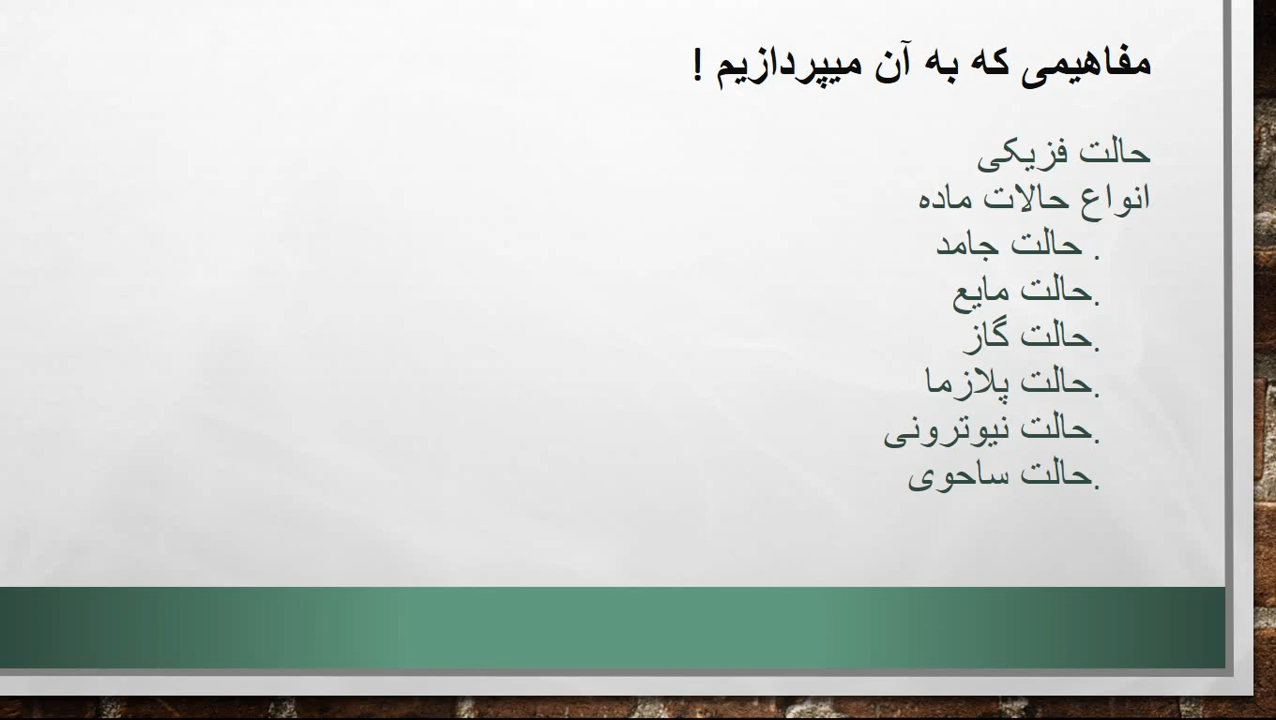 مفاهیمی که به آن میپردازیم !
حالت فزیکی
انواع حالات ماده
. حالت جامد
.حالت مایع
.حالت گاز
.حالت پلازما
.حالت نیوترونی
.حالت ساحوی